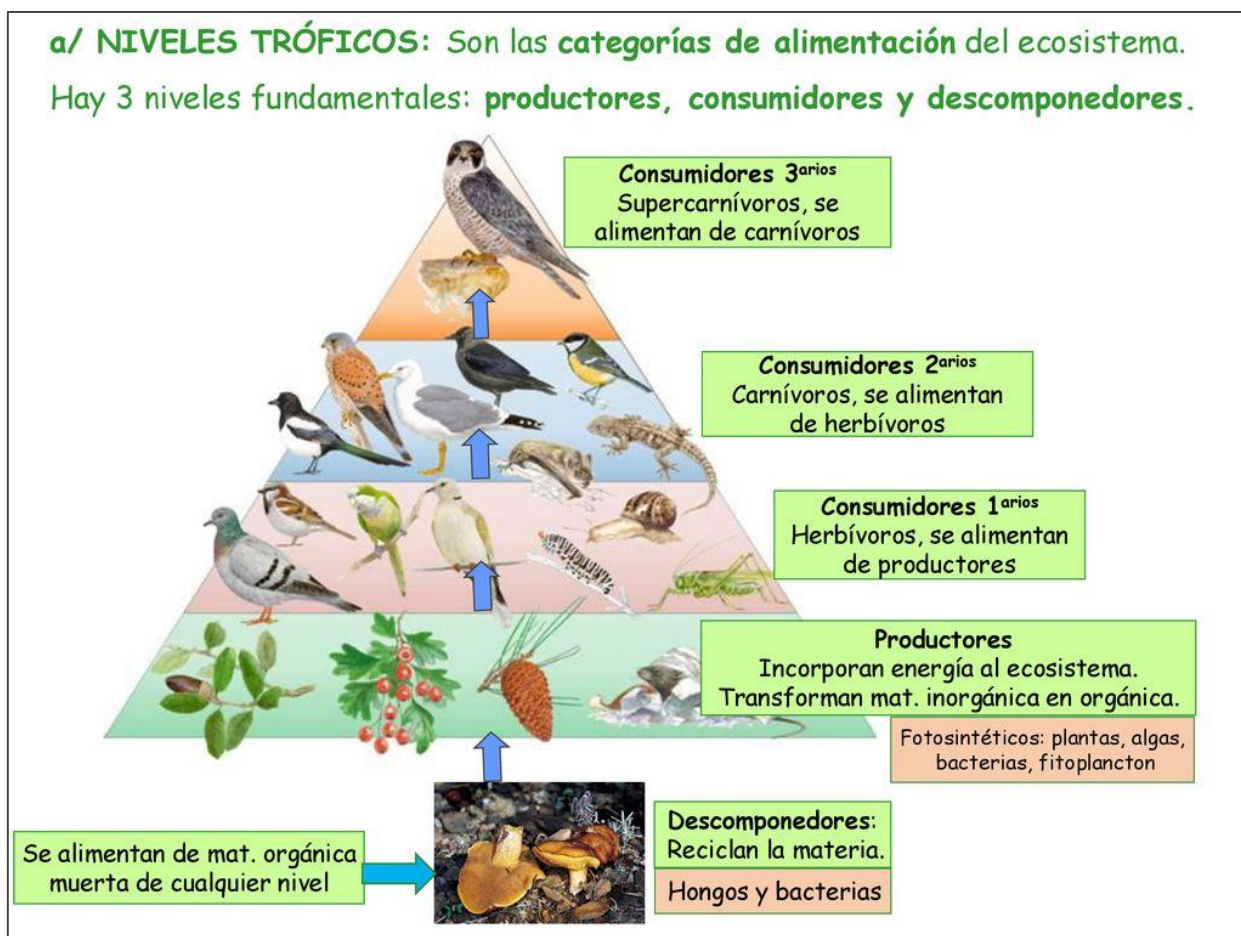 a/ NIVELES TRÓFICOS: Son las categorías de alimentación del ecosistema.
Hay 3 niveles fundamentales: productores, consumidores y descomponedores.
Consumidores 3arios
Supercarnívoros, se
alimentan de carnívoros
Consumidores 2arios
Carnívoros, se alimentan
de herbívoros
Consumidores 1arios
Herbívoros, se alimentan
de productores
Productores
Incorporan energía al ecosistema.
Transforman mat. inorgánica en orgánica.
Fotosintéticos: plantas, algas,
bacterias, fitoplancton
Descomponedores:
Reciclan la materia.
Hongos y bacterias
Se alimentan de mat. orgánica
muerta de cualquier nivel